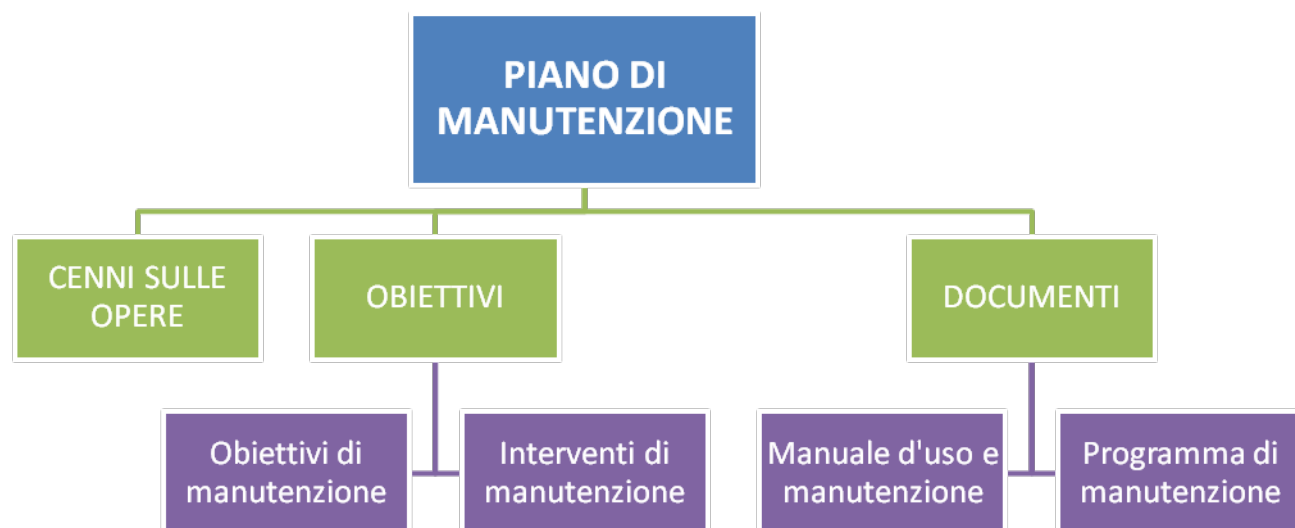 PIANO DI
MANUTENZIONE
CENNI SULLE
OPERE
OBIETTIVI
DOCUMENTI
Obiettivi di
manutenzione
Interventi di
manutenzione
Manuale d'uso e
manutenzione
Programma di
manutenzione